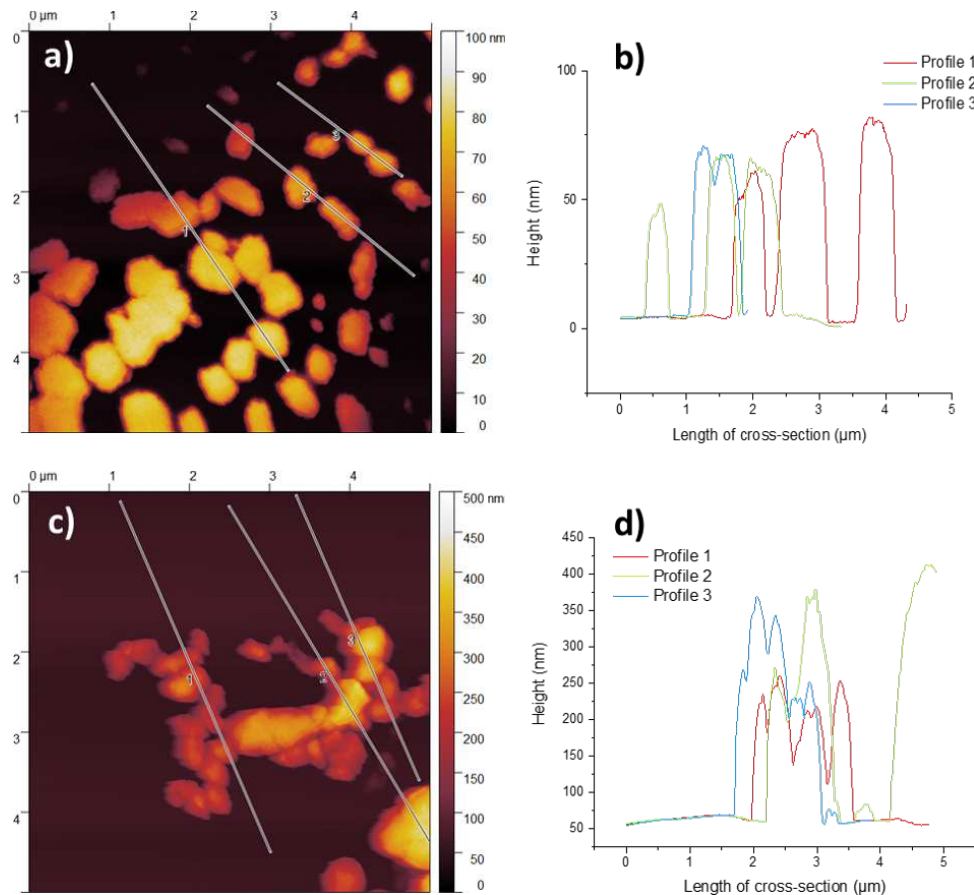 0 µm 1 2 3 4
0
1
2
3
4
a)
1
2
3
100 nm
90
80
70
60
50
40
30
20
10
0
b)
Profile 1
Profile 2
Profile 3
100
50
0
Height (nm)
0 1 2 3 4 5
Length of cross-section (µm)
0 µm 1 2 3 4
0
1
2
3
4
c)
1
2
3
500 nm
450
400
350
300
250
200
150
100
50
0
d)
Profile 1
Profile 2
Profile 3
450
400
350
300
250
200
150
100
50
Height (nm)
0 1 2 3 4 5
Length of cross-section (µm)